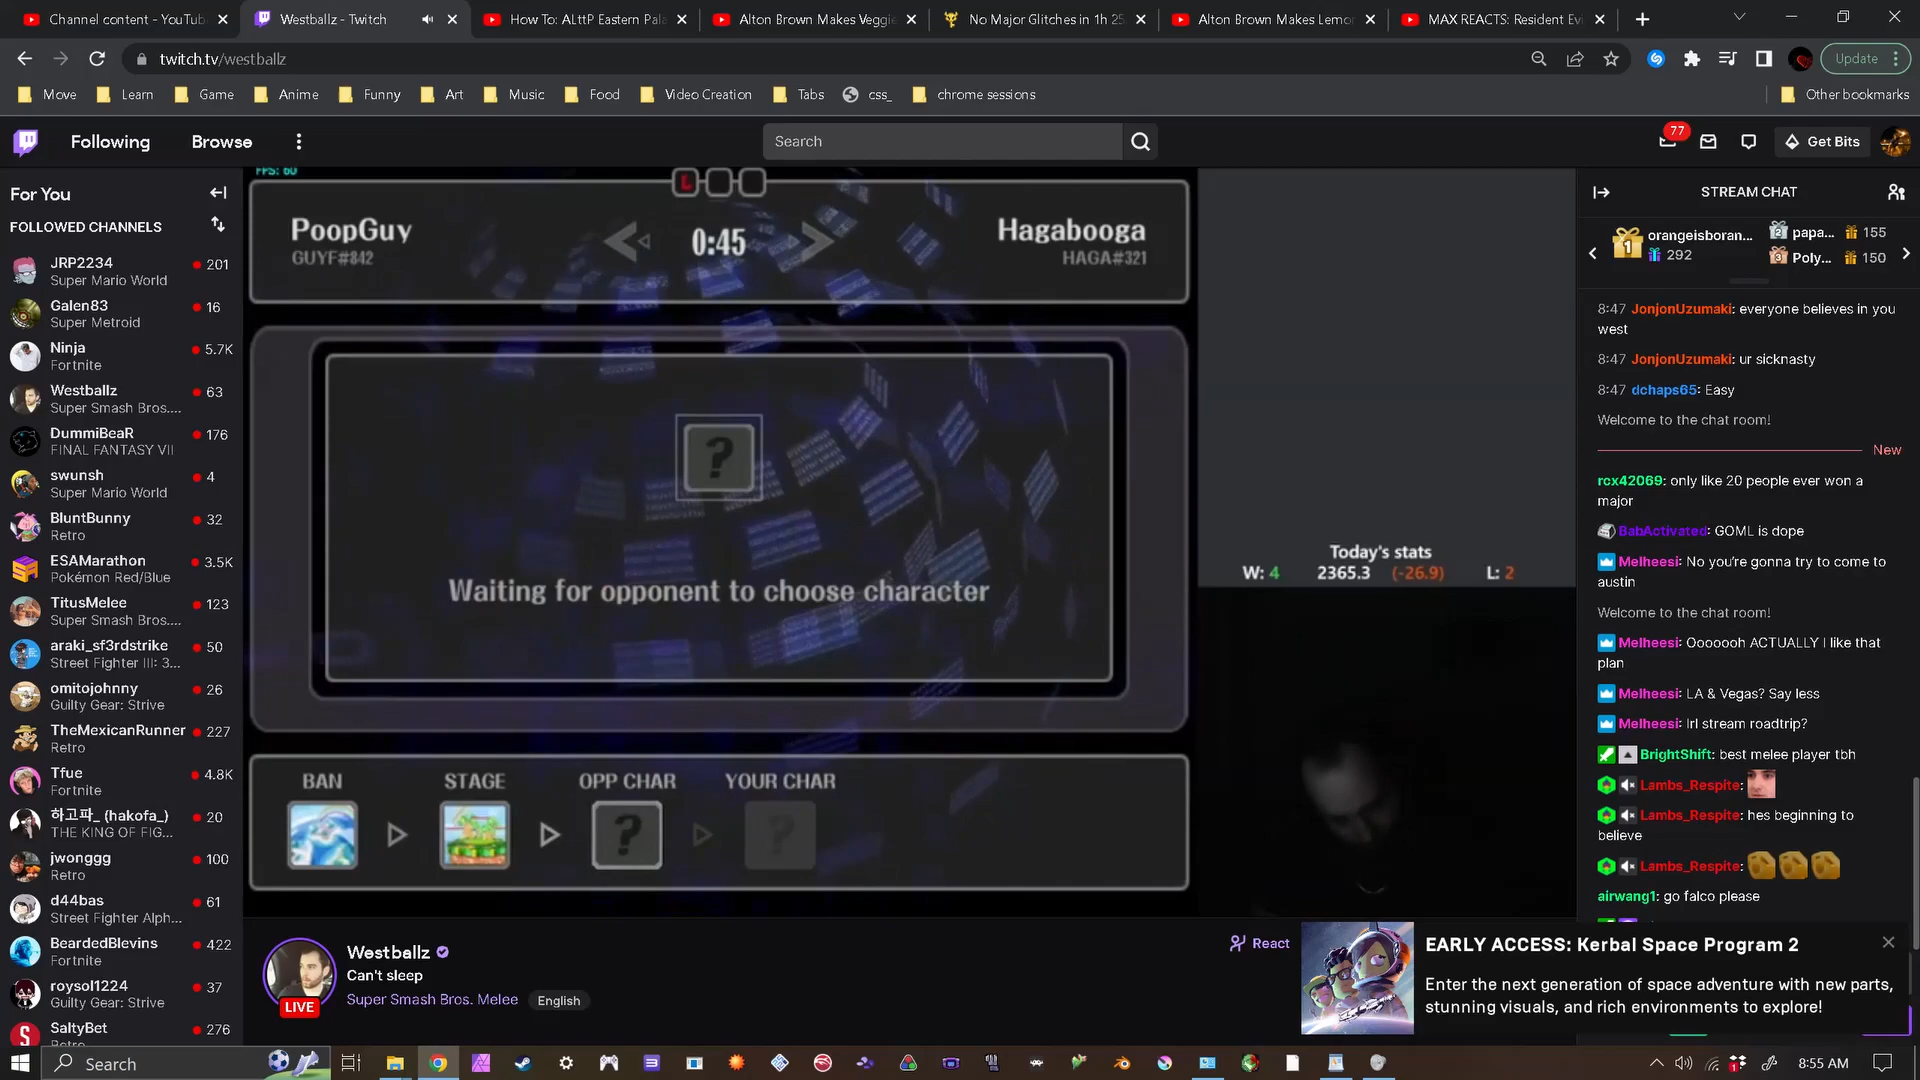 Channel content - YouTub
Westballz - Twitch
How To: ALttP Eastern Pala
Alton Brown Makes Veggie
No Major Glitches in 1h 25
Alton Brown Makes Lemon
MAX REACTS: Resident Evi
twitch.tv/westballz
Update
Move
Learn
Game
Anime
Funny
Art
Music
Food
Video Creation
Tabs
css_
chrome sessions
Other bookmarks
Following
Browse
Search
77
Get Bits
For You
FOLLOWED CHANNELS
JRP2234
201
Super Mario World
Galen83
16
Super Metroid
Ninja
5.7K
Fortnite
Westballz
63
Super Smash Bros....
DummiBeaR
176
FINAL FANTASY VII
swunsh
4
Super Mario World
BluntBunny
32
Retro
ESAMarathon
3.5K
Pokémon Red/Blue
TitusMelee
123
Super Smash Bros....
araki_sf3rdstrike
50
Street Fighter III: 3...
omitojohnny
26
Guilty Gear: Strive
TheMexicanRunner
227
Retro
Tfue
4.8K
Fortnite
하고파_ (hakofa_)
20
THE KING OF FIG...
jwonggg
100
Retro
d44bas
61
Street Fighter Alph...
BeardedBlevins
422
Fortnite
roysol1224
37
Guilty Gear: Strive
SaltyBet
276
Retro
FPS: 60
L
PoopGuy
GUYF#842
0:45
Hagabooga
HAGA#321
?
Waiting for opponent to choose character
BAN
STAGE
OPP CHAR
YOUR CHAR
?
?
Today's stats
W: 4
2365.3 (-26.9)
L: 2
Westballz
Can't sleep
Super Smash Bros. Melee
English
LIVE
React
STREAM CHAT
1
orangeisboran...
292
2
papa...
155
3
Poly...
150
8:47 JonjonUzumaki: everyone believes in you
west
8:47 JonjonUzumaki: ur sicknasty
8:47 dchaps65: Easy
Welcome to the chat room!
New
rcx42069: only like 20 people ever won a
major
BabActivated: GOML is dope
Melheesi: No you're gonna try to come to
austin
Welcome to the chat room!
Melheesi: Ooooooh ACTUALLY I like that
plan
Melheesi: LA & Vegas? Say less
Melheesi: Irl stream roadtrip?
BrightShift: best melee player tbh
Lambs_Respite:
Lambs_Respite: hes beginning to
believe
Lambs_Respite:
airwang1: go falco please
EARLY ACCESS: Kerbal Space Program 2
Enter the next generation of space adventure with new parts,
stunning visuals, and rich environments to explore!
Search
8:55 AM